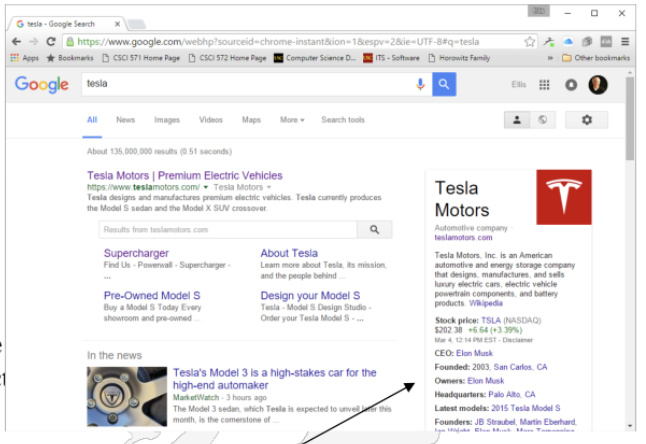 tesla - Google Search
https://www.google.com/webhp?sourceid=chrome-instant&ion=1&espv=2&ie=UTF-8#q=tesla
Apps Bookmarks CSCI 571 Home Page CSCI 572 Home Page Computer Science D... ITS - Software Horowitz Family » Other bookmarks
Google tesla Ellis
All News Images Videos Maps More Search tools
About 135,000,000 results (0.51 seconds)
Tesla Motors | Premium Electric Vehicles
https://www.teslamotors.com/ Tesla Motors
Tesla designs and manufactures premium electric vehicles. Tesla currently produces
the Model S sedan and the Model X SUV crossover.
Results from teslamotors.com
Supercharger
Find Us - Powerwall - Supercharger -
...
About Tesla
Learn more about Tesla, its mission,
and the people behind ...
Pre-Owned Model S
Buy a Model S Today Every
showroom and pre-owned ...
Design your Model S
Tesla - Model S Design Studio -
Order your Tesla Model S - ...
In the news
Tesla's Model 3 is a high-stakes car for the
high-end automaker
MarketWatch - 3 hours ago
The Model 3 sedan, which Tesla is expected to unveil later this
month, is the cornerstone of ...
Tesla
Motors
Automotive company
teslamotors.com
Tesla Motors, Inc. is an American
automotive and energy storage company
that designs, manufactures, and sells
luxury electric cars, electric vehicle
powertrain components, and battery
products. Wikipedia
Stock price: TSLA (NASDAQ)
$202.38 +6.64 (+3.39%)
Mar 4, 12:14 PM EST - Disclaimer
CEO: Elon Musk
Founded: 2003, San Carlos, CA
Owners: Elon Musk
Headquarters: Palo Alto, CA
Latest models: 2015 Tesla Model S
Founders: JB Straubel, Martin Eberhard,